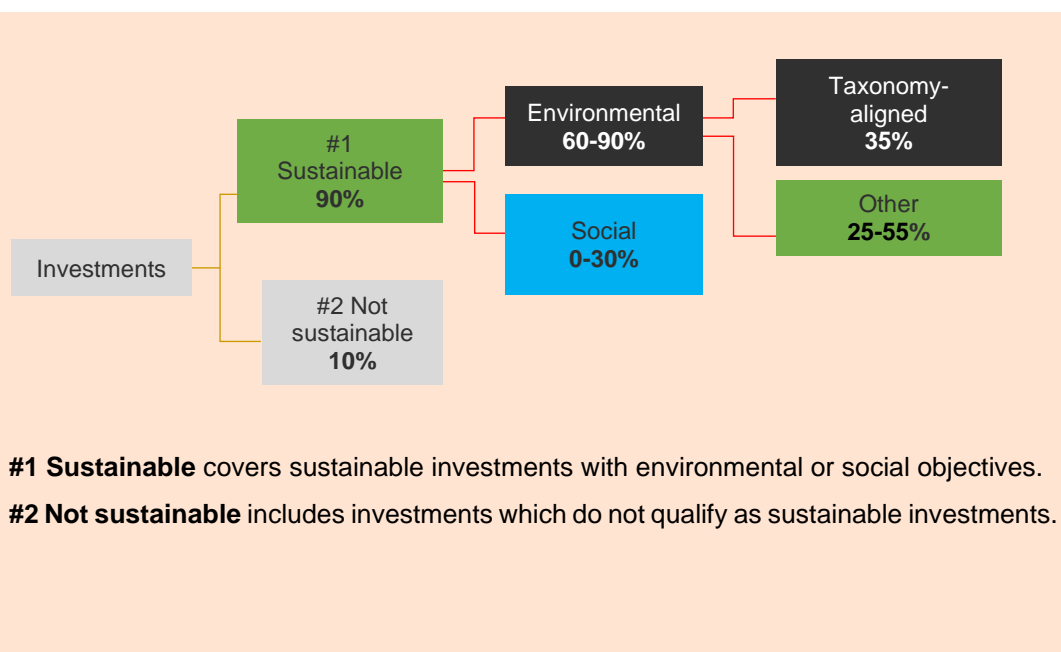 Investments
#1
Sustainable
90%
#2 Not
sustainable
10%
Environmental
60-90%
Social
0-30%
Taxonomy-
aligned
35%
Other
25-55%
#1 Sustainable covers sustainable investments with environmental or social objectives.
#2 Not sustainable includes investments which do not qualify as sustainable investments.